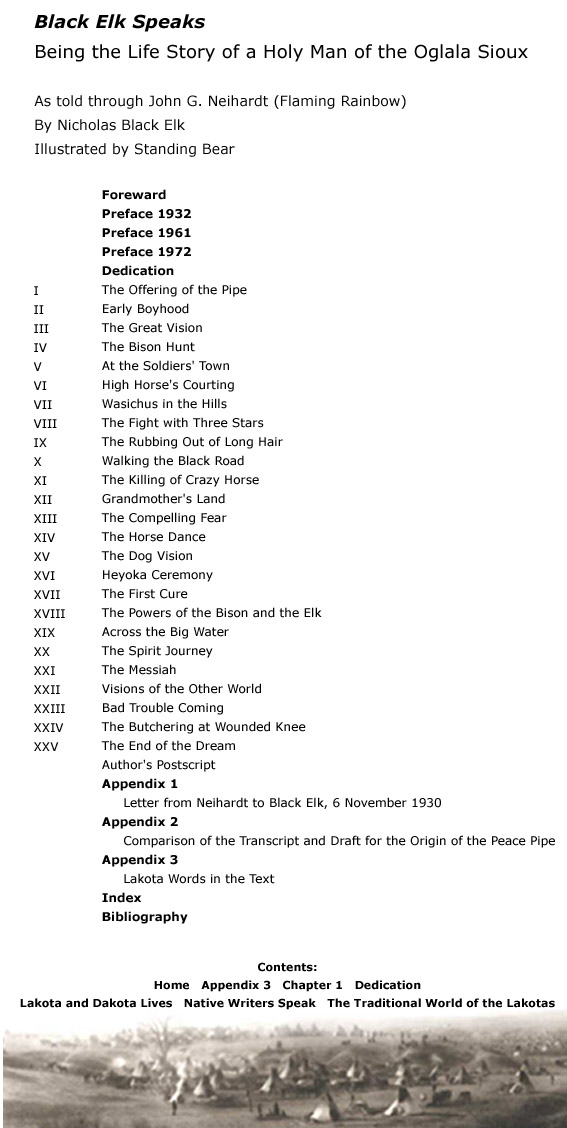 Black Elk Speaks
Being the Life Story of a Holy Man of the Oglala Sioux
As told through John G. Neihardt (Flaming Rainbow)
By Nicholas Black Elk
Illustrated by Standing Bear
Foreward
Preface 1932
Preface 1961
Preface 1972
Dedication
I The Offering of the Pipe
II Early Boyhood
III The Great Vision
IV The Bison Hunt
V At the Soldiers' Town
VI High Horse's Courting
VII Wasichus in the Hills
VIII The Fight with Three Stars
IX The Rubbing Out of Long Hair
X Walking the Black Road
XI The Killing of Crazy Horse
XII Grandmother's Land
XIII The Compelling Fear
XIV The Horse Dance
XV The Dog Vision
XVI Heyoka Ceremony
XVII The First Cure
XVIII The Powers of the Bison and the Elk
XIX Across the Big Water
XX The Spirit Journey
XXI The Messiah
XXII Visions of the Other World
XXIII Bad Trouble Coming
XXIV The Butchering at Wounded Knee
XXV The End of the Dream
Author's Postscript
Appendix 1
Letter from Neihardt to Black Elk, 6 November 1930
Appendix 2
Comparison of the Transcript and Draft for the Origin of the Peace Pipe
Appendix 3
Lakota Words in the Text
Index
Bibliography
Contents:
Home Appendix 3 Chapter 1 Dedication
Lakota and Dakota Lives Native Writers Speak The Traditional World of the Lakotas